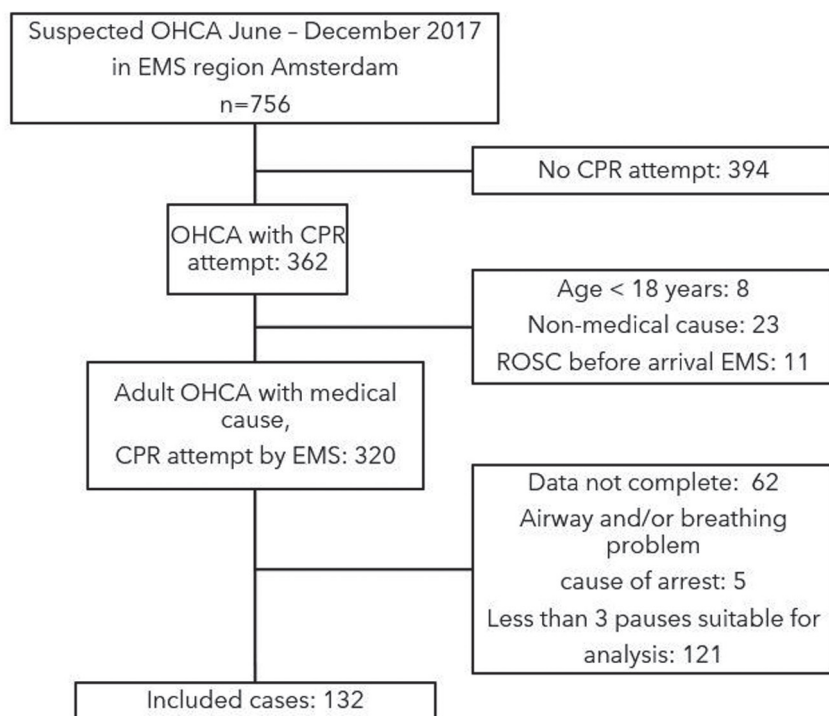 Suspected OHCA June – December 2017
in EMS region Amsterdam
n=756
No CPR attempt: 394
OHCA with CPR
attempt: 362
Age < 18 years: 8
Non-medical cause: 23
ROSC before arrival EMS: 11
Adult OHCA with medical
cause,
CPR attempt by EMS: 320
Data not complete: 62
Airway and/or breathing
problem
cause of arrest: 5
Less than 3 pauses suitable for
analysis: 121
Included cases: 132